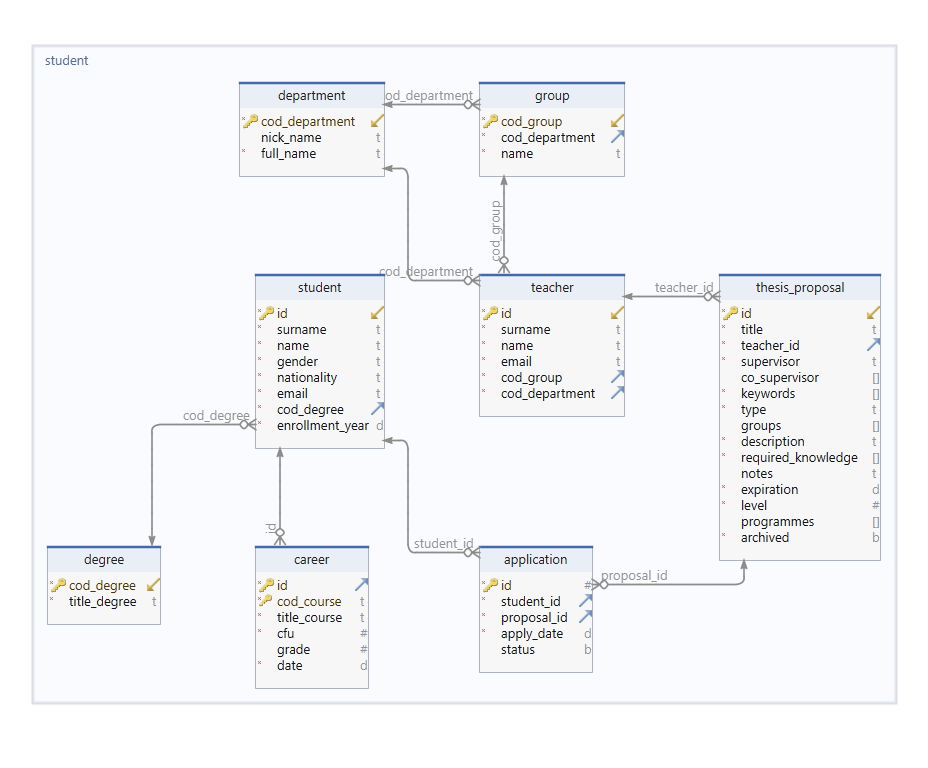 student
department
cod_department
nick_name t
full_name t
od_department
group
cod_group
cod_department
name t
cod_group
cod_department
student
id
surname t
name t
gender t
nationality t
email t
cod_degree
enrollment_year d
teacher
id
surname t
name t
email t
cod_group
cod_department
teacher_id
thesis_proposal
id
title t
teacher_id
supervisor t
co_supervisor []
keywords []
type t
groups []
description t
required_knowledge []
notes t
expiration d
level #
programmes []
archived b
cod_degree
id
student_id
proposal_id
degree
cod_degree
title_degree t
career
id
cod_course t
title_course t
cfu #
grade #
date d
application
id #
student_id
proposal_id
apply_date d
status b